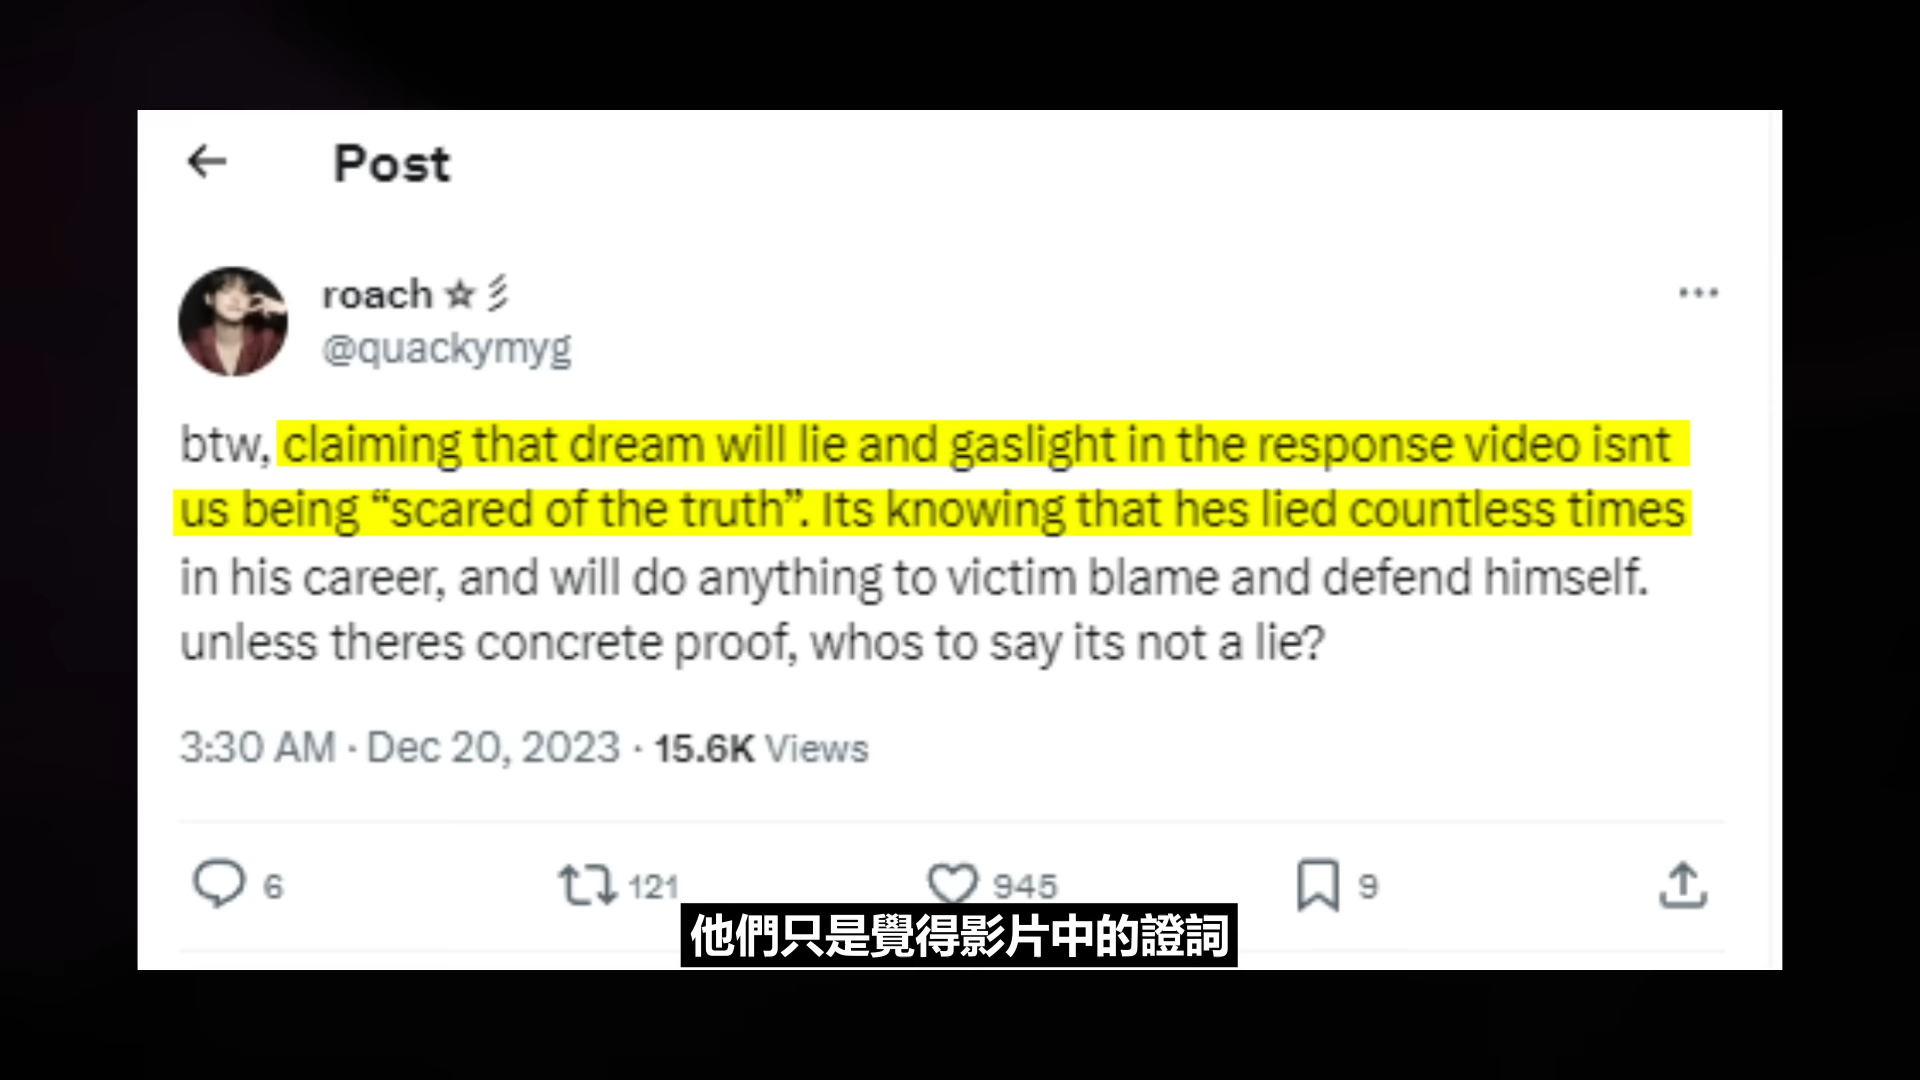 Post
roach ☆彡
@quackymyg
btw, claiming that dream will lie and gaslight in the response video isnt
us being “scared of the truth”. Its knowing that hes lied countless times
in his career, and will do anything to victim blame and defend himself.
unless theres concrete proof, whos to say its not a lie?
3:30 AM · Dec 20, 2023 · 15.6K Views
6 121 945 9
他們只是覺得影片中的證詞